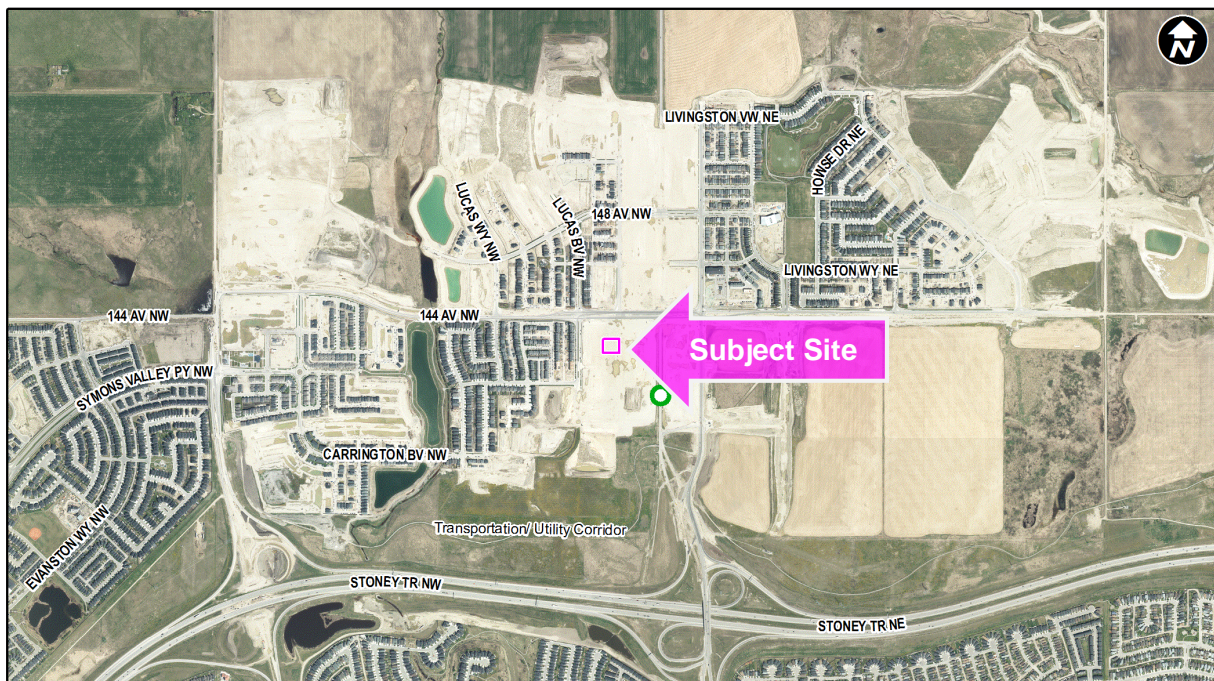 N
LIVINGSTON VW NE
HOWSE DR NE
LUCAS WY NW
LUCAS BV NW
148 AV NW
LIVINGSTON WY NE
144 AV NW
144 AV NW
Subject Site
SYMONS VALLEY PY NW
CARRINGTON BV NW
EVANSTON WY NW
Transportation/ Utility Corridor
STONEY TR NW
STONEY TR NE